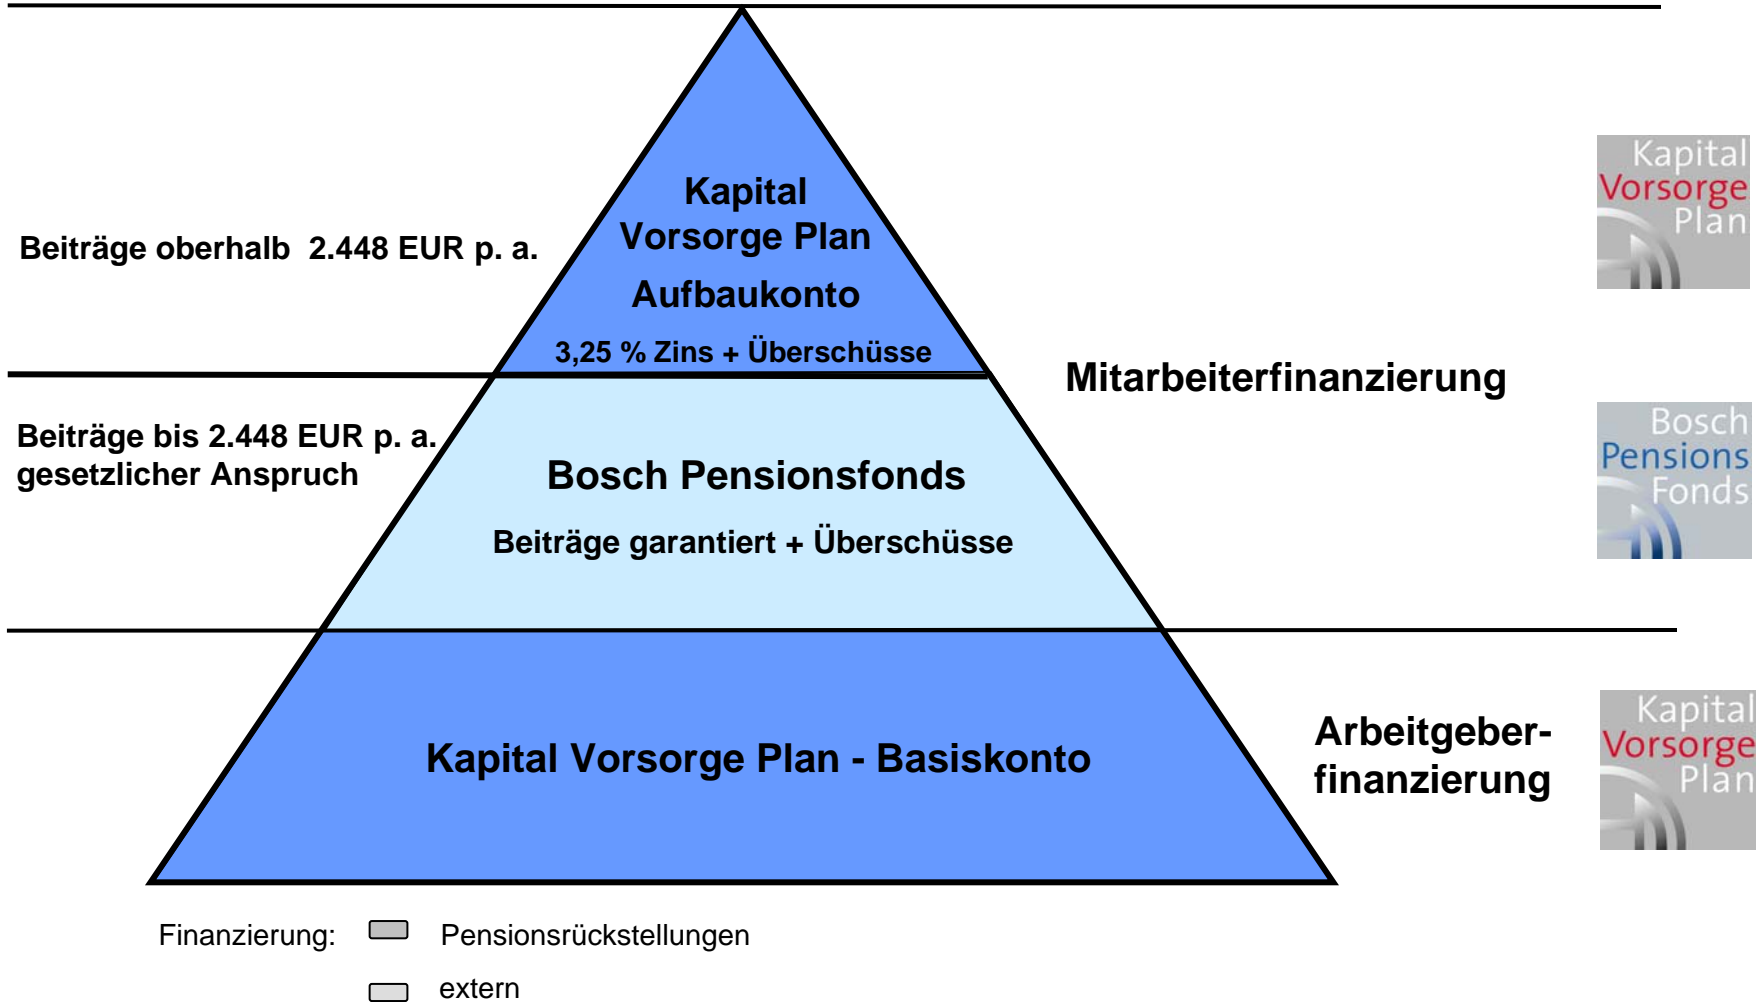 Kapital
Vorsorge Plan
Aufbaukonto
3,25 % Zins + Überschüsse
Beiträge oberhalb 2.448 EUR p. a.
Kapital
Vorsorge
Plan
Mitarbeiterfinanzierung
Beiträge bis 2.448 EUR p. a.
gesetzlicher Anspruch
Bosch Pensionsfonds
Beiträge garantiert + Überschüsse
Bosch
Pensions
Fonds
Kapital Vorsorge Plan - Basiskonto
Arbeitgeber-
finanzierung
Kapital
Vorsorge
Plan
Finanzierung: Pensionsrückstellungen
extern